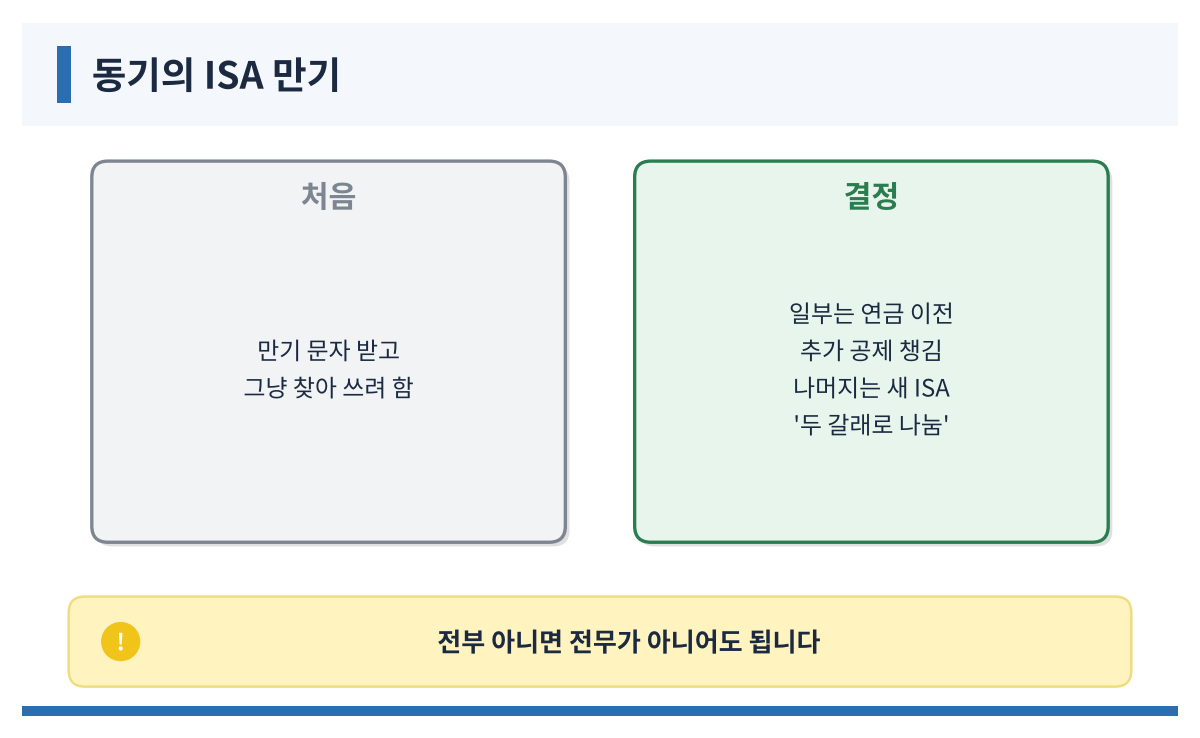 동기의 ISA 만기
처음
만기 문자 받고
그냥 찾아 쓰려 함
결정
일부는 연금 이전
추가 공제 챙김
나머지는 새 ISA
'두 갈래로 나눔'
!
전부 아니면 전무가 아니어도 됩니다